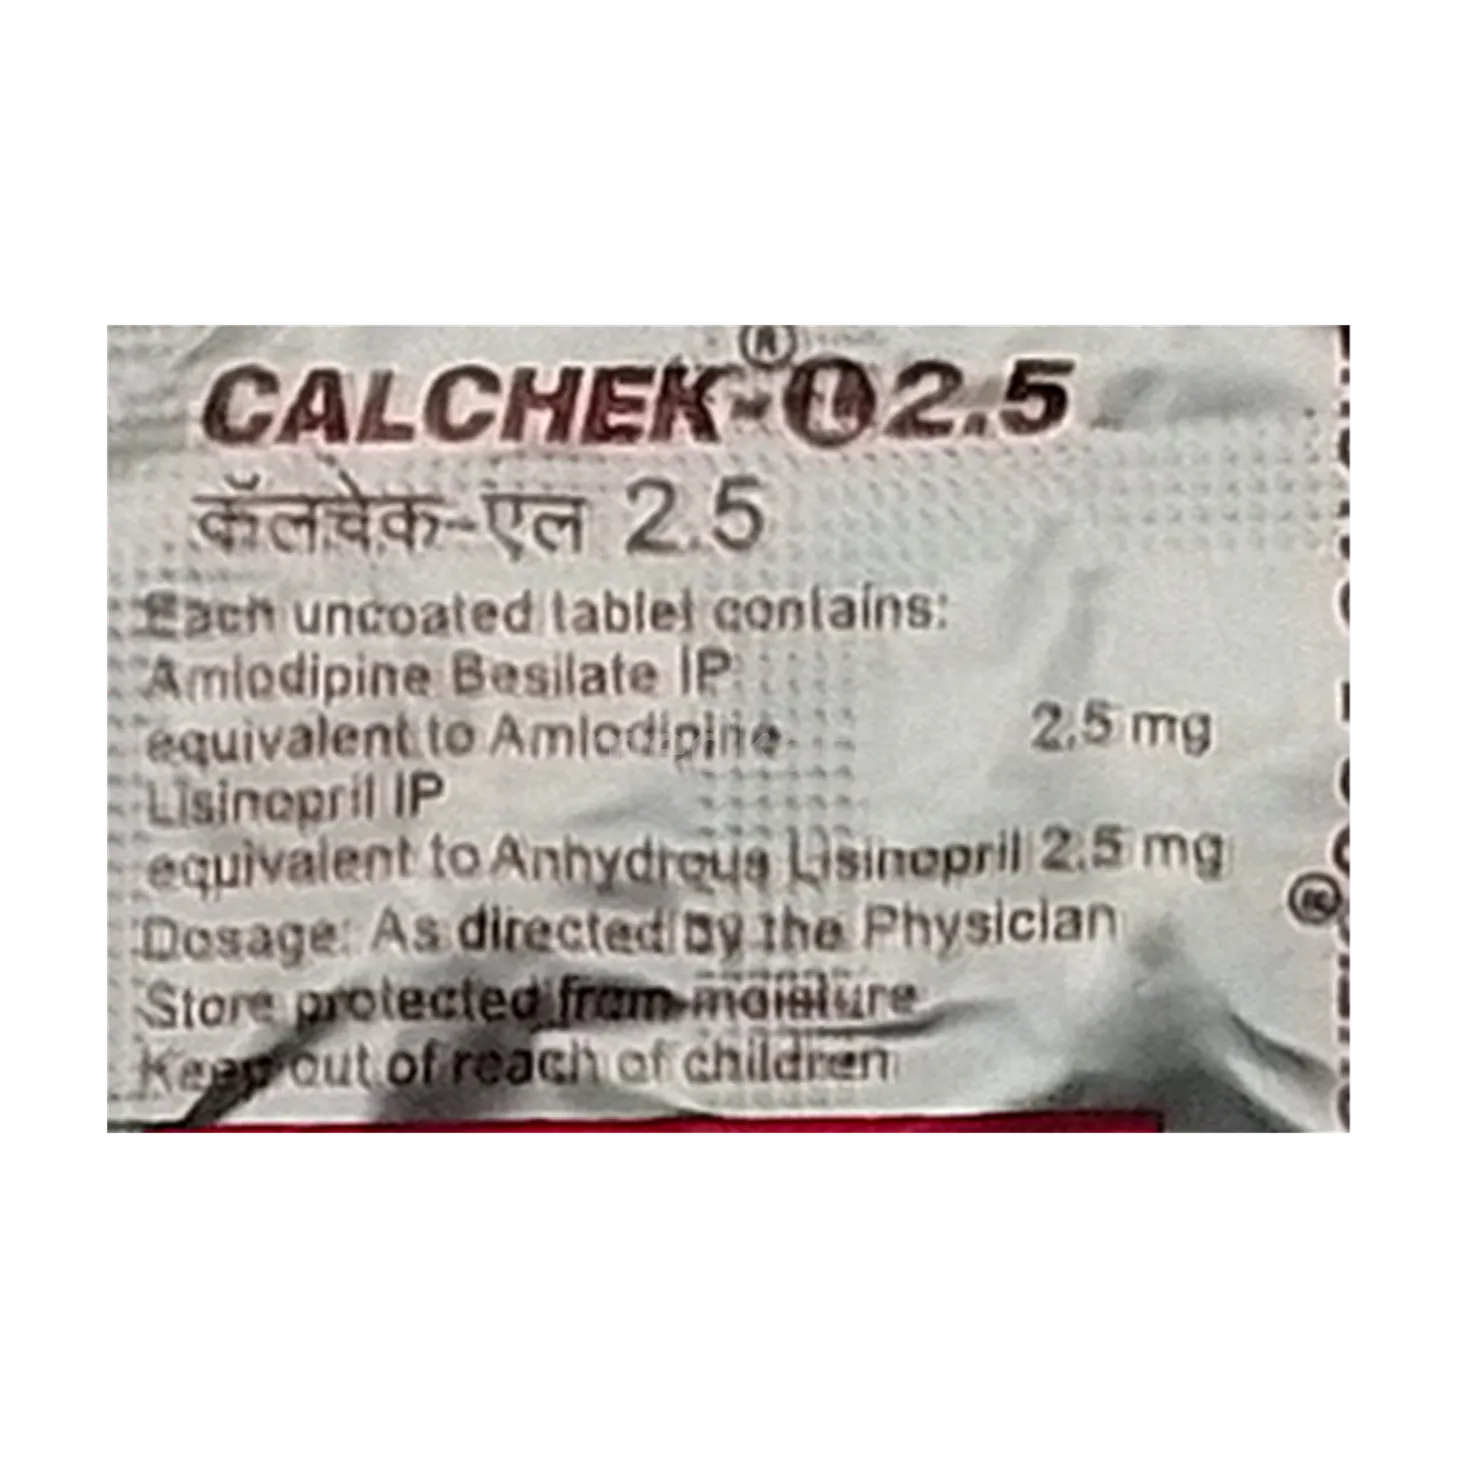 CALCHEK®-L 2.5
कॅलचेक-एल 2.5
Each uncoated tablet contains:
Amlodipine Besilate IP
equivalent to Amlodipine 2.5 mg
Lisinopril IP
equivalent to Anhydrous Lisinopril 2.5 mg
Dosage: As directed by the Physician
Store protected from moisture
Keep out of reach of children
®